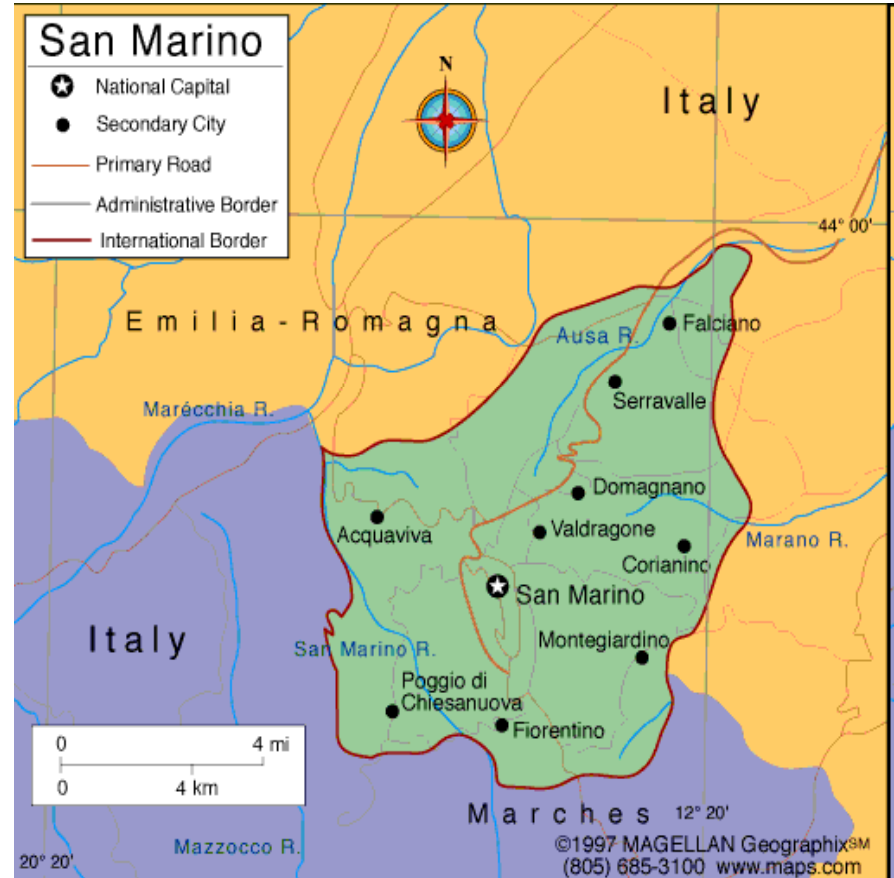 San Marino
National Capital
Secondary City
Primary Road
Administrative Border
International Border
N
Italy
44° 00'
Emilia-Romagna
Ausa R.
Falciano
Serravalle
Marécchia R.
Domagnano
Acquaviva
Valdragone
Marano R.
Corianino
San Marino
Italy
San Marino R.
Montegiardino
Poggio di
Chiesanuova
Fiorentino
0 4 mi
0 4 km
Marches
12° 20'
Mazzocco R.
20° 20'
©1997 MAGELLAN Geographix℠
(805) 685-3100 www.maps.com